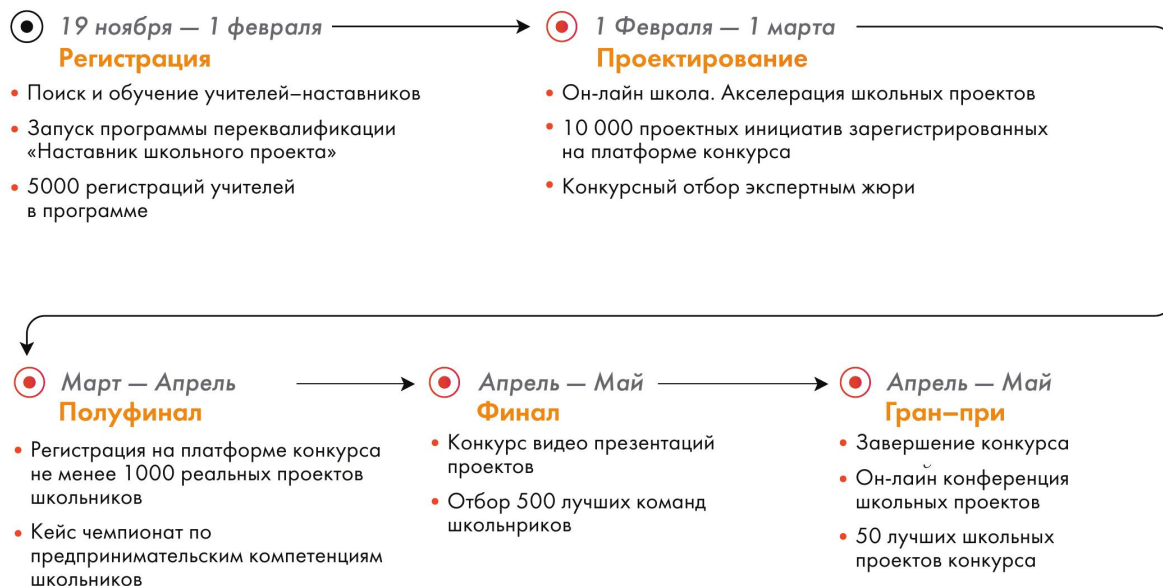 19 ноября — 1 февраля
Регистрация
• Поиск и обучение учителей–наставников
• Запуск программы переквалификации
«Наставник школьного проекта»
• 5000 регистраций учителей
в программе
1 Февраля — 1 марта
Проектирование
• Он-лайн школа. Акселерация школьных проектов
• 10 000 проектных инициатив зарегистрированных
на платформе конкурса
• Конкурсный отбор экспертным жюри
Март — Апрель
Полуфинал
• Регистрация на платформе конкурса
не менее 1000 реальных проектов
школьников
• Кейс чемпионат по
предпринимательским компетенциям
школьников
Апрель — Май
Финал
• Конкурс видео презентаций
проектов
• Отбор 500 лучших команд
школьнриков
Апрель — Май
Гран–при
• Завершение конкурса
• Он-лайн конференция
школьных проектов
• 50 лучших школьных
проектов конкурса